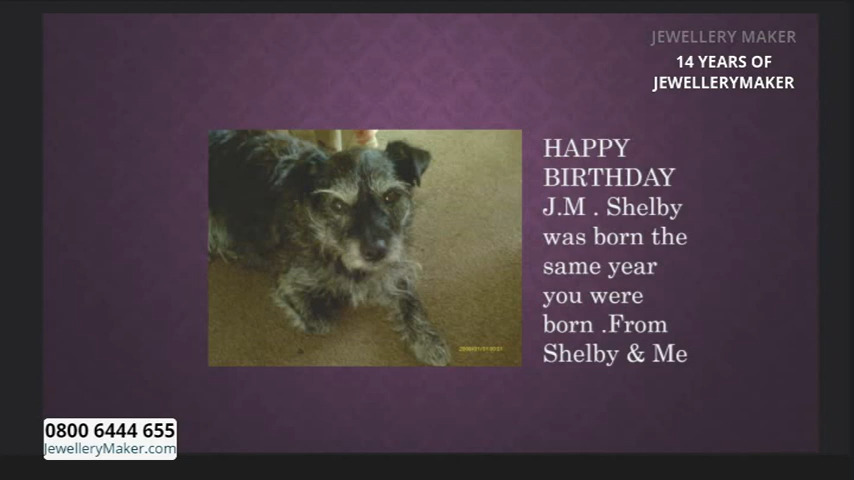 JEWELLERY MAKER
14 YEARS OF
JEWELLERYMAKER
HAPPY
BIRTHDAY
J.M . Shelby
was born the
same year
you were
born .From
Shelby & Me
0800 6444 655
JewelleryMaker.com